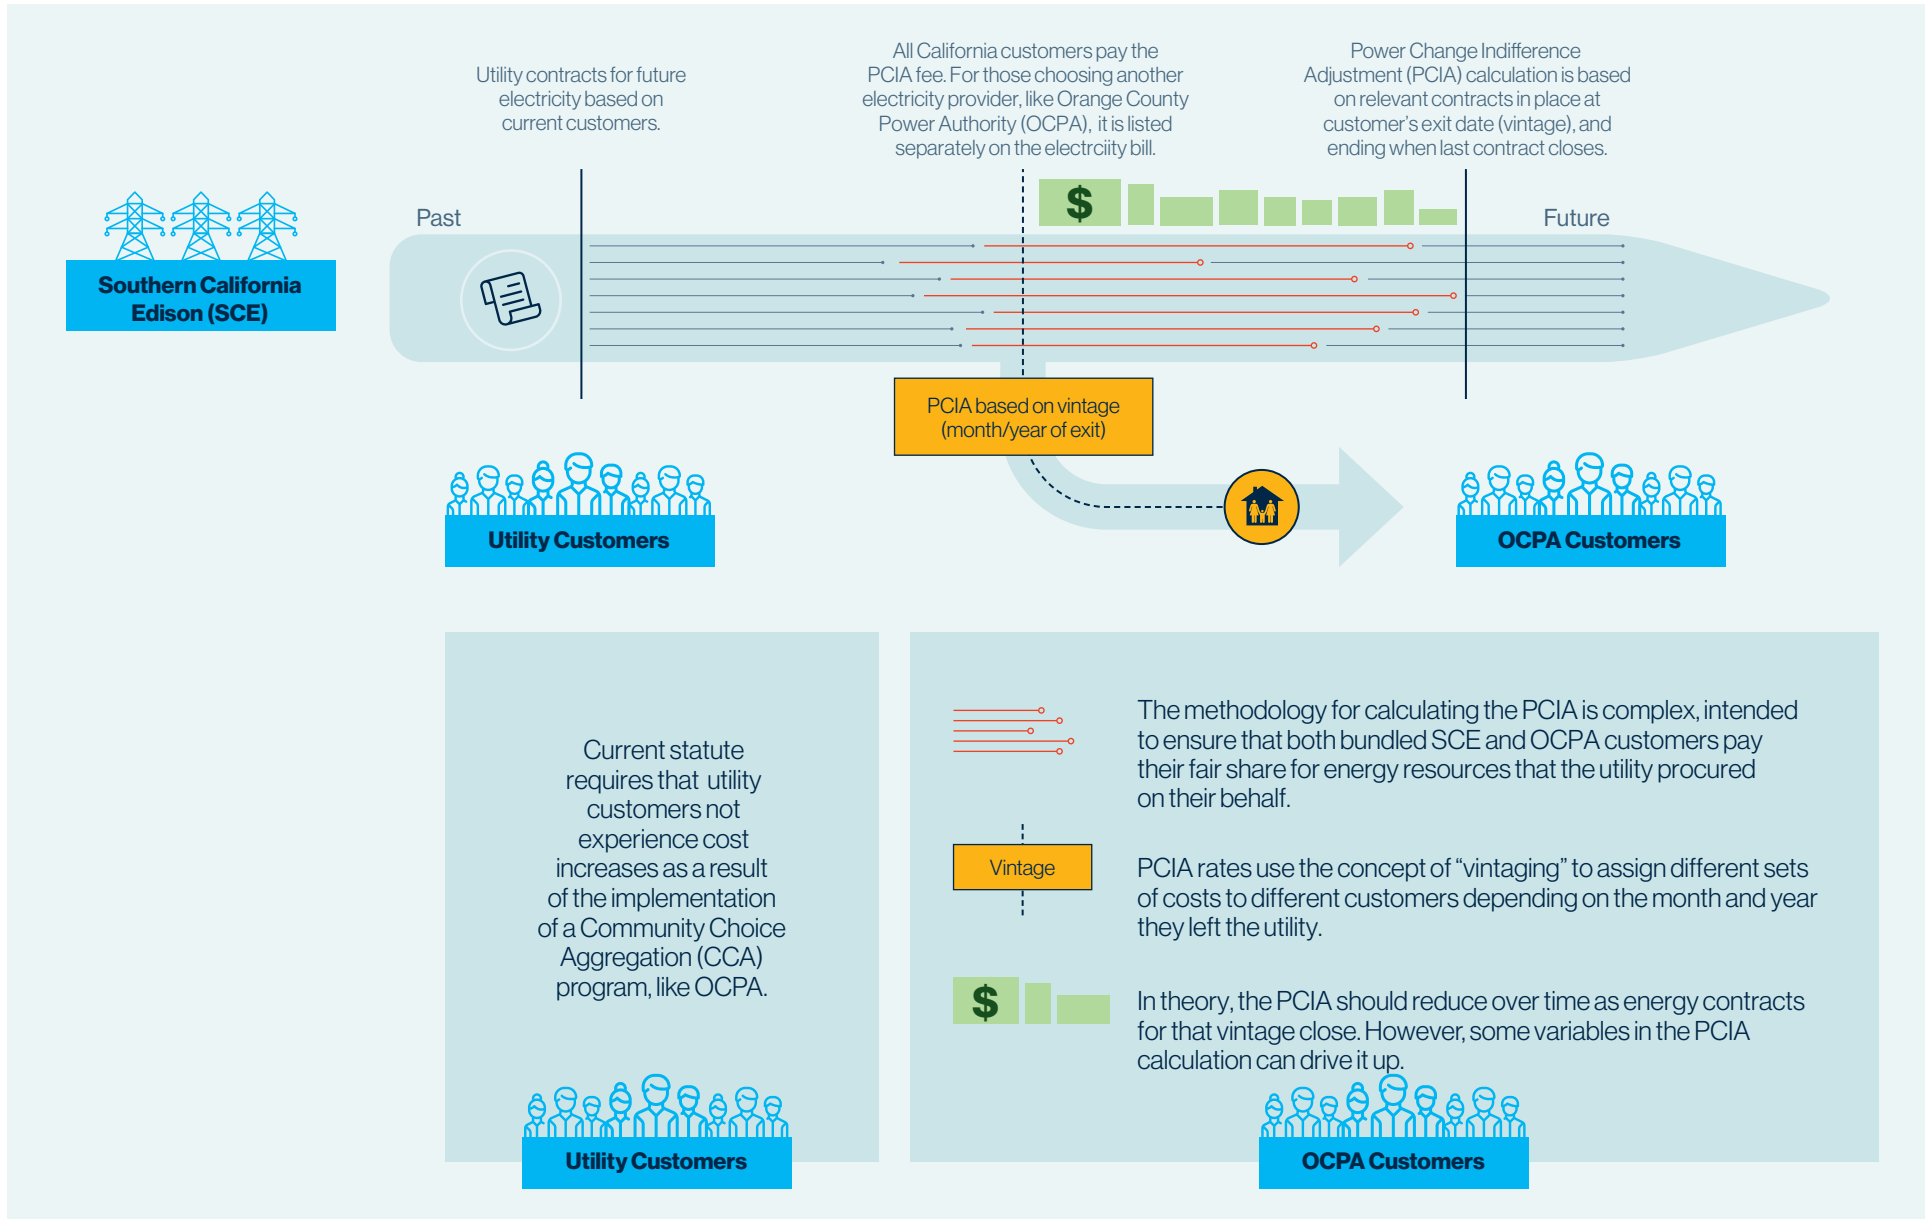 Utility contracts for future
electricity based on
current customers.
All California customers pay the
PCIA fee. For those choosing another
electricity provider, like Orange County
Power Authority (OCPA), it is listed
separately on the electrciity bill.
Power Change Indifference
Adjustment (PCIA) calculation is based
on relevant contracts in place at
customer's exit date (vintage), and
ending when last contract closes.
Southern California
Edison (SCE)
Past
$
Future
PCIA based on vintage
(month/year of exit)
Utility Customers
OCPA Customers
Current statute
requires that utility
customers not
experience cost
increases as a result
of the implementation
of a Community Choice
Aggregation (CCA)
program, like OCPA.
Utility Customers
The methodology for calculating the PCIA is complex, intended
to ensure that both bundled SCE and OCPA customers pay
their fair share for energy resources that the utility procured
on their behalf.
Vintage
PCIA rates use the concept of “vintaging” to assign different sets
of costs to different customers depending on the month and year
they left the utility.
$
In theory, the PCIA should reduce over time as energy contracts
for that vintage close. However, some variables in the PCIA
calculation can drive it up.
OCPA Customers